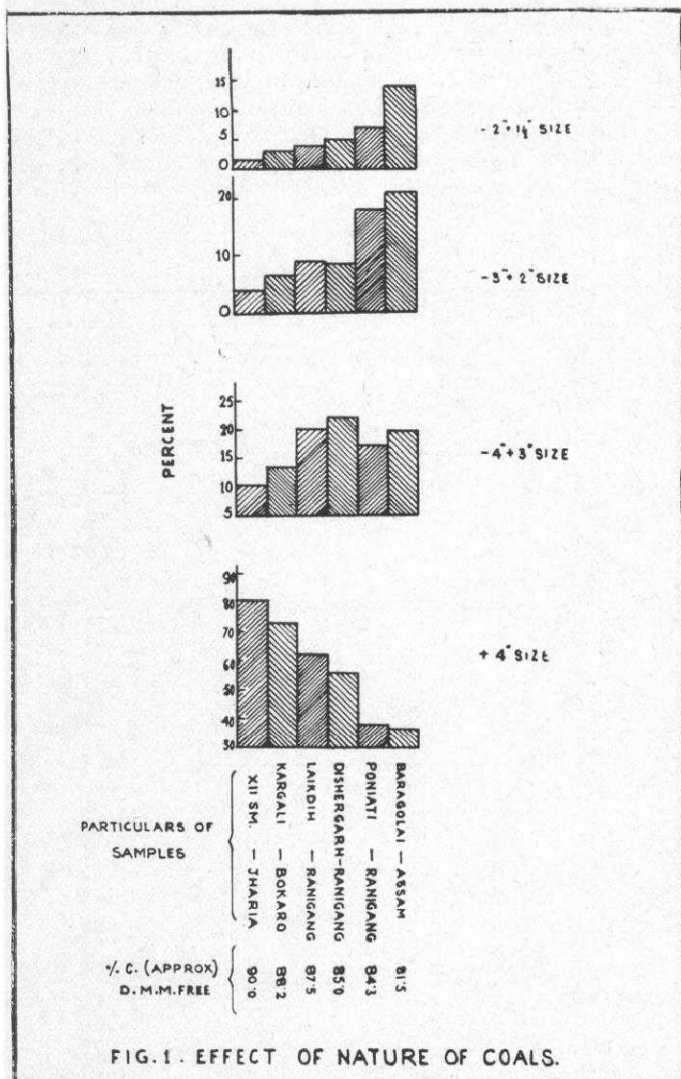 15
10
5
0
- 2" + 1½" SIZE
20
10
0
- 3" + 2" SIZE
PERCENT
25
20
15
10
5
- 4" + 3" SIZE
90
80
70
60
50
40
30
+ 4" SIZE
PARTICULARS OF
SAMPLES
XII SM. — JHARIA
KARGALI — BOKARO
LAIKDIH — RANIGANG
DISHERGARH-RANIGANG
PONIATI — RANIGANG
BARAGOLAI — ASSAM
%. C. (APPROX)
D.M.M.FREE
90·0
88·2
87·5
85·0
84·3
81·5
FIG.1. EFFECT OF NATURE OF COALS.